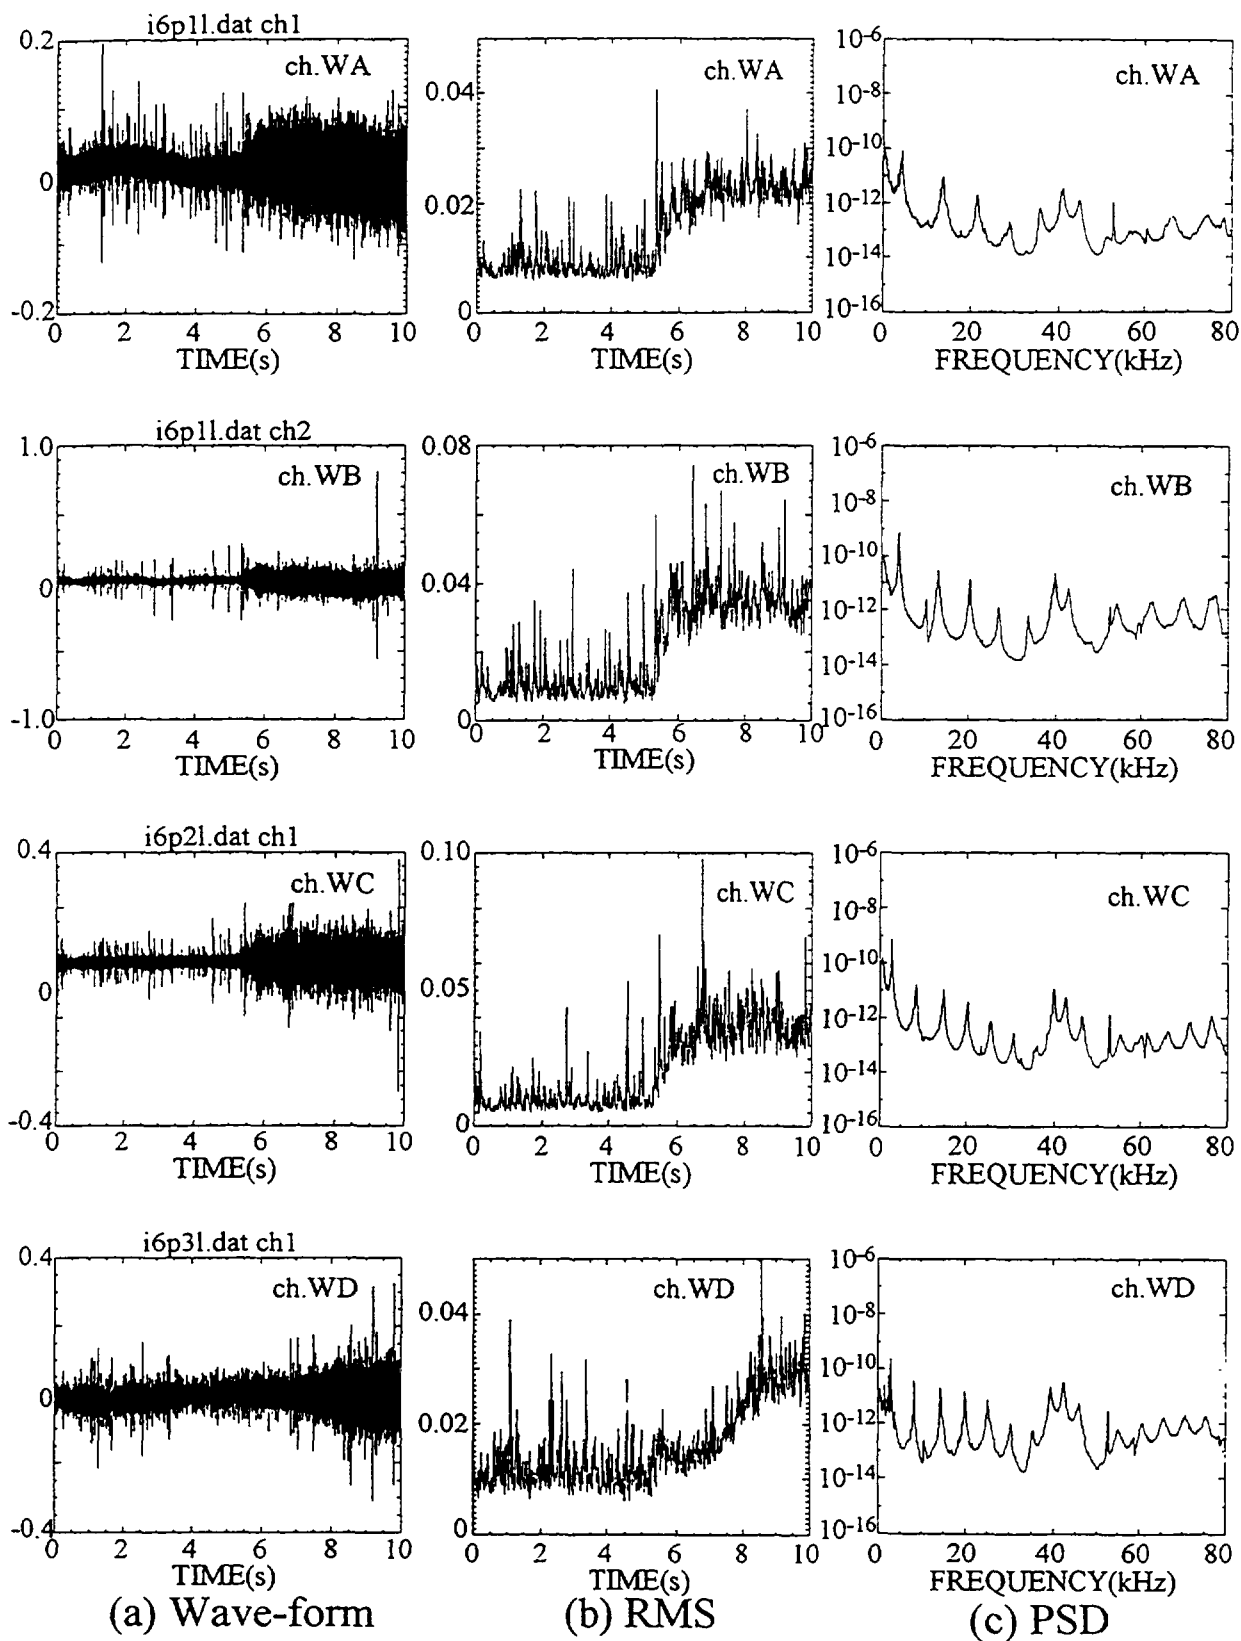 i6p1l.dat ch1
0.2
0
-0.2
ch.WA
0 2 4 6 8 10
TIME(s)
0.04
0.02
0
ch.WA
0 2 4 6 8 10
TIME(s)
10-6
10-8
10-10
10-12
10-14
10-16
ch.WA
0 20 40 60 80
FREQUENCY(kHz)
i6p1l.dat ch2
1.0
0
-1.0
ch.WB
0 2 4 6 8 10
TIME(s)
0.08
0.04
0
ch.WB
0 2 4 6 8 10
TIME(s)
10-6
10-8
10-10
10-12
10-14
10-16
ch.WB
0 20 40 60 80
FREQUENCY(kHz)
i6p2l.dat ch1
0.4
0
-0.4
ch.WC
0 2 4 6 8 10
TIME(s)
0.10
0.05
0
ch.WC
0 2 4 6 8 10
TIME(s)
10-6
10-8
10-10
10-12
10-14
10-16
ch.WC
0 20 40 60 80
FREQUENCY(kHz)
i6p3l.dat ch1
0.4
0
-0.4
ch.WD
0 2 4 6 8 10
TIME(s)
0.04
0.02
0
ch.WD
0 2 4 6 8 10
TIME(s)
10-6
10-8
10-10
10-12
10-14
10-16
ch.WD
0 20 40 60 80
FREQUENCY(kHz)
(a) Wave-form
(b) RMS
(c) PSD